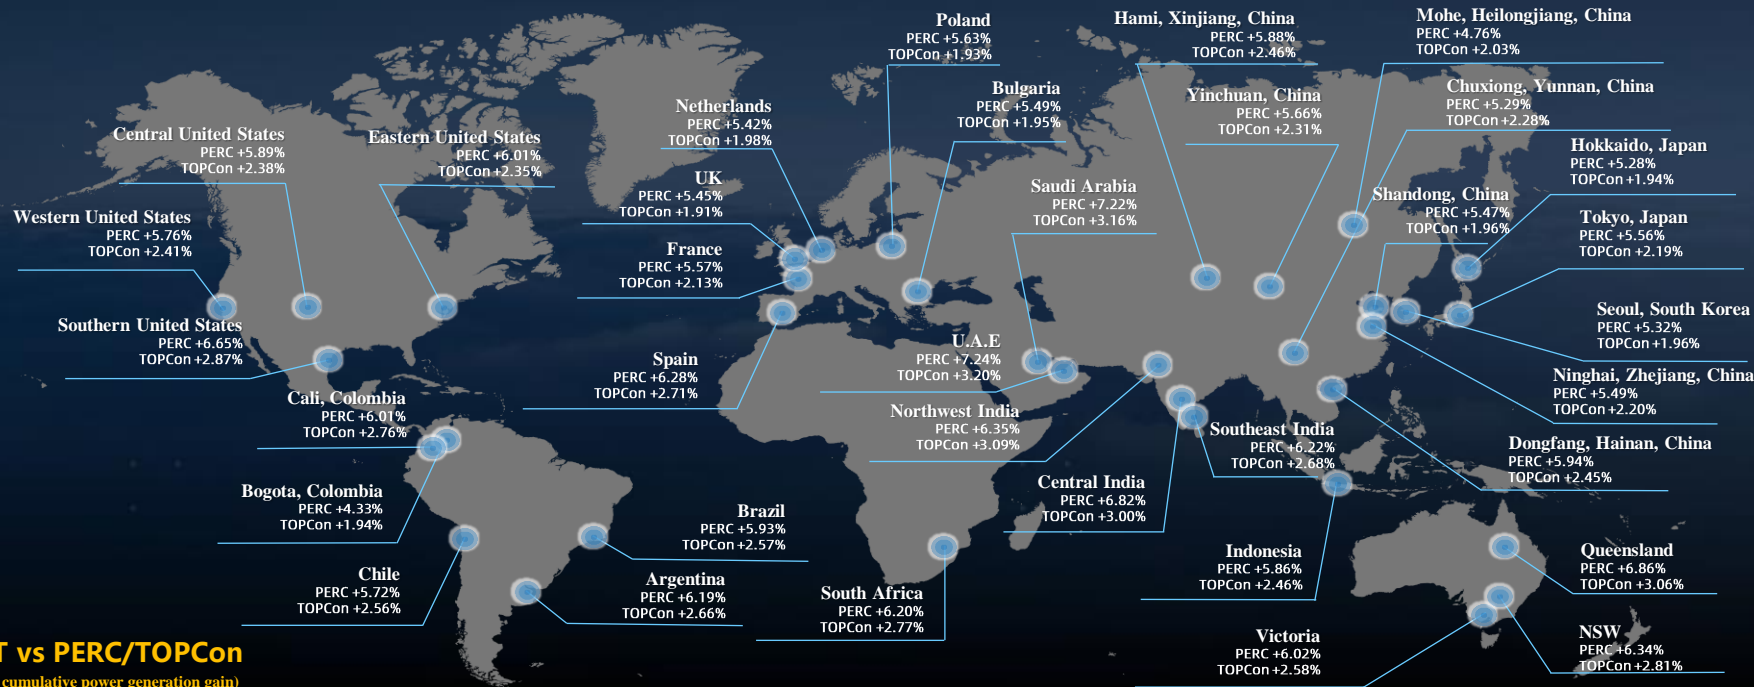 Poland
PERC +5.63%
TOPCon +1.93%
Hami, Xinjiang, China
PERC +5.88%
TOPCon +2.46%
Mohe, Heilongjiang, China
PERC +4.76%
TOPCon +2.03%
Netherlands
PERC +5.42%
TOPCon +1.98%
Bulgaria
PERC +5.49%
TOPCon +1.95%
Yinchuan, China
PERC +5.66%
TOPCon +2.31%
Chuxiong, Yunnan, China
PERC +5.29%
TOPCon +2.28%
Central United States
PERC +5.89%
TOPCon +2.38%
Eastern United States
PERC +6.01%
TOPCon +2.35%
Hokkaido, Japan
PERC +5.28%
TOPCon +1.94%
UK
PERC +5.45%
TOPCon +1.91%
Saudi Arabia
PERC +7.22%
TOPCon +3.16%
Shandong, China
PERC +5.47%
TOPCon +1.96%
Western United States
PERC +5.76%
TOPCon +2.41%
Tokyo, Japan
PERC +5.56%
TOPCon +2.19%
France
PERC +5.57%
TOPCon +2.13%
Southern United States
PERC +6.65%
TOPCon +2.87%
Seoul, South Korea
PERC +5.32%
TOPCon +1.96%
Spain
PERC +6.28%
TOPCon +2.71%
U.A.E
PERC +7.24%
TOPCon +3.20%
Ninghai, Zhejiang, China
PERC +5.49%
TOPCon +2.20%
Cali, Colombia
PERC +6.01%
TOPCon +2.76%
Northwest India
PERC +6.35%
TOPCon +3.09%
Southeast India
PERC +6.22%
TOPCon +2.68%
Dongfang, Hainan, China
PERC +5.94%
TOPCon +2.45%
Bogota, Colombia
PERC +4.33%
TOPCon +1.94%
Central India
PERC +6.82%
TOPCon +3.00%
Brazil
PERC +5.93%
TOPCon +2.57%
Indonesia
PERC +5.86%
TOPCon +2.46%
Queensland
PERC +6.86%
TOPCon +3.06%
Chile
PERC +5.72%
TOPCon +2.56%
Argentina
PERC +6.19%
TOPCon +2.66%
South Africa
PERC +6.20%
TOPCon +2.77%
Victoria
PERC +6.02%
TOPCon +2.58%
NSW
PERC +6.34%
TOPCon +2.81%
T vs PERC/TOPCon
cumulative power generation gain)